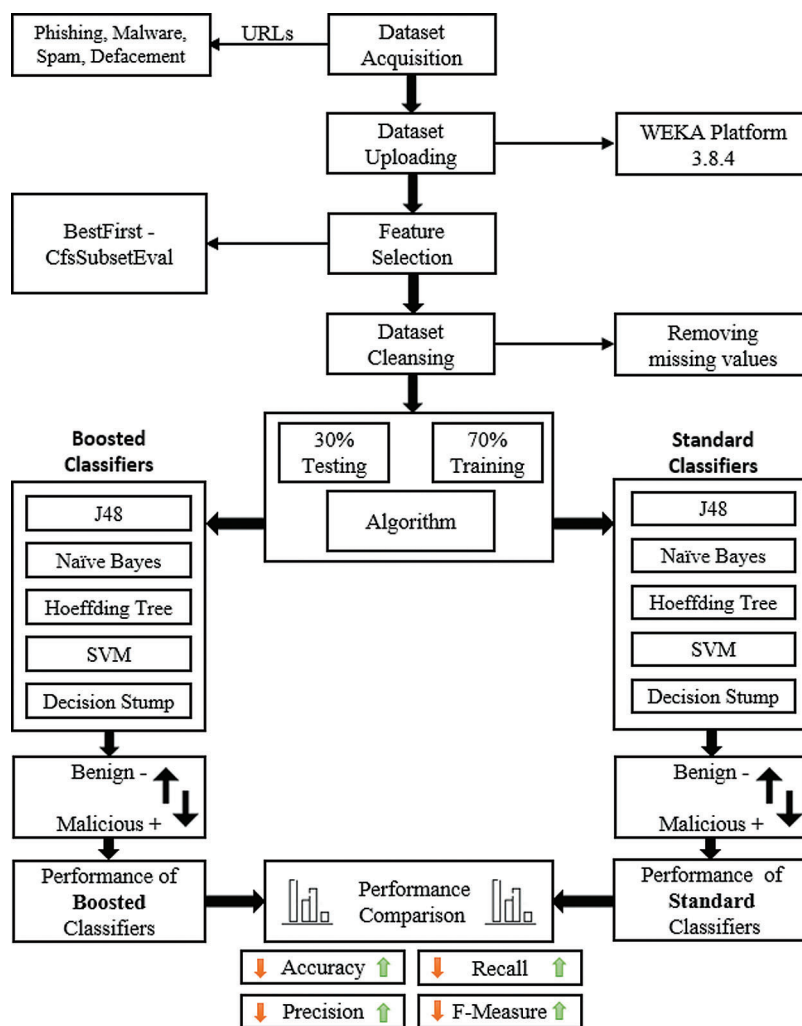 Phishing, Malware,
Spam, Defacement
URLs
Dataset
Acquisition
Dataset
Uploading
WEKA Platform
3.8.4
BestFirst -
CfsSubsetEval
Feature
Selection
Dataset
Cleansing
Removing
missing values
Boosted
Classifiers
30%
Testing
70%
Training
Algorithm
Standard
Classifiers
J48
Naïve Bayes
Hoeffding Tree
SVM
Decision Stump
J48
Naïve Bayes
Hoeffding Tree
SVM
Decision Stump
Benign -
Malicious +
Benign -
Malicious +
Performance of
Boosted
Classifiers
Performance
Comparison
Performance of
Standard
Classifiers
Accuracy
Recall
Precision
F-Measure